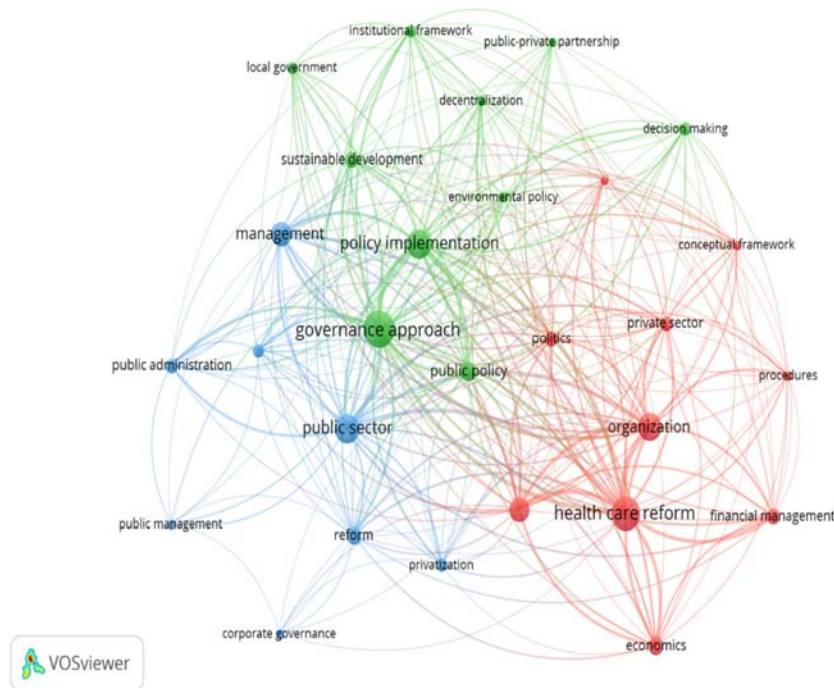 institutional framework
public-private partnership
local government
decentralization
decision making
sustainable development
environmental policy
management
policy implementation
conceptual framework
governance approach
private sector
politics
public administration
public policy
procedures
public sector
organization
health care reform
financial management
public management
reform
privatization
corporate governance
economics
VOSviewer